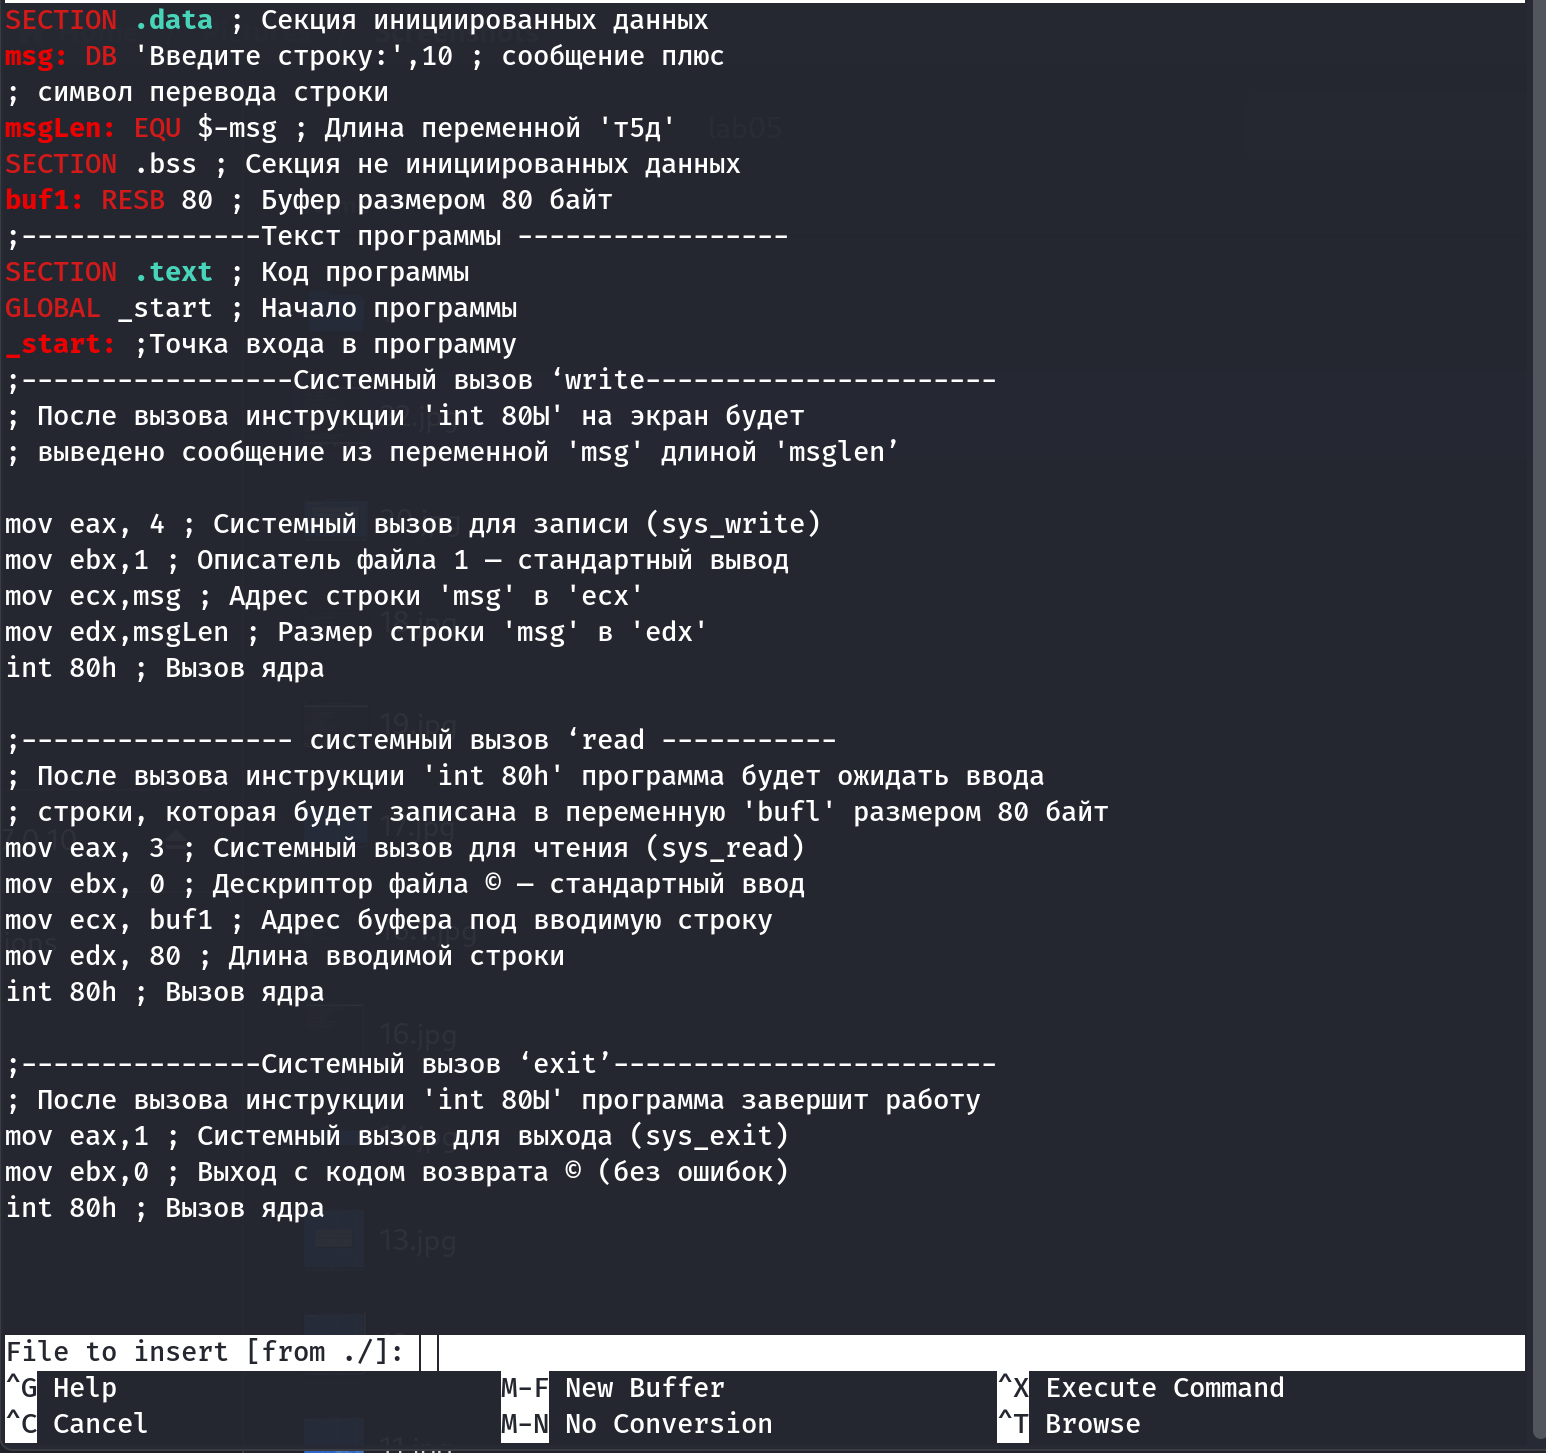 SECTION .data ; Секция инициированных данных
msg: DB 'Введите строку:',10 ; сообщение плюс
; символ перевода строки
msgLen: EQU $-msg ; Длина переменной 'т5д'
lab05
SECTION .bss ; Секция не инициированных данных
buf1: RESB 80 ; Буфер размером 80 байт
;---------------Текст программы -----------------
SECTION .text ; Код программы
GLOBAL _start ; Начало программы
_start: ;Точка входа в программу
;-----------------Системный вызов ‘write----------------------
; После вызова инструкции 'int 80Ы' на экран будет
; выведено сообщение из переменной 'msg' длиной 'msglen’
mov eax, 4 ; Системный вызов для записи (sys_write)
mov ebx,1 ; Описатель файла 1 — стандартный вывод
mov ecx,msg ; Адрес строки 'msg' в 'ecx'
mov edx,msgLen ; Размер строки 'msg' в 'edx'
int 80h ; Вызов ядра
19.jpg
;----------------- системный вызов ‘read -----------
; После вызова инструкции 'int 80h' программа будет ожидать ввода
; строки, которая будет записана в переменную 'bufl' размером 80 байт
mov eax, 3 ; Системный вызов для чтения (sys_read)
mov ebx, 0 ; Дескриптор файла © — стандартный ввод
mov ecx, buf1 ; Адрес буфера под вводимую строку
mov edx, 80 ; Длина вводимой строки
int 80h ; Вызов ядра
16.jpg
;---------------Системный вызов ‘exit’------------------------
; После вызова инструкции 'int 80Ы' программа завершит работу
mov eax,1 ; Системный вызов для выхода (sys_exit)
mov ebx,0 ; Выход с кодом возврата © (без ошибок)
int 80h ; Вызов ядра
13.jpg
File to insert [from ./]:
^G Help M-F New Buffer ^X Execute Command
^C Cancel M-N No Conversion ^T Browse